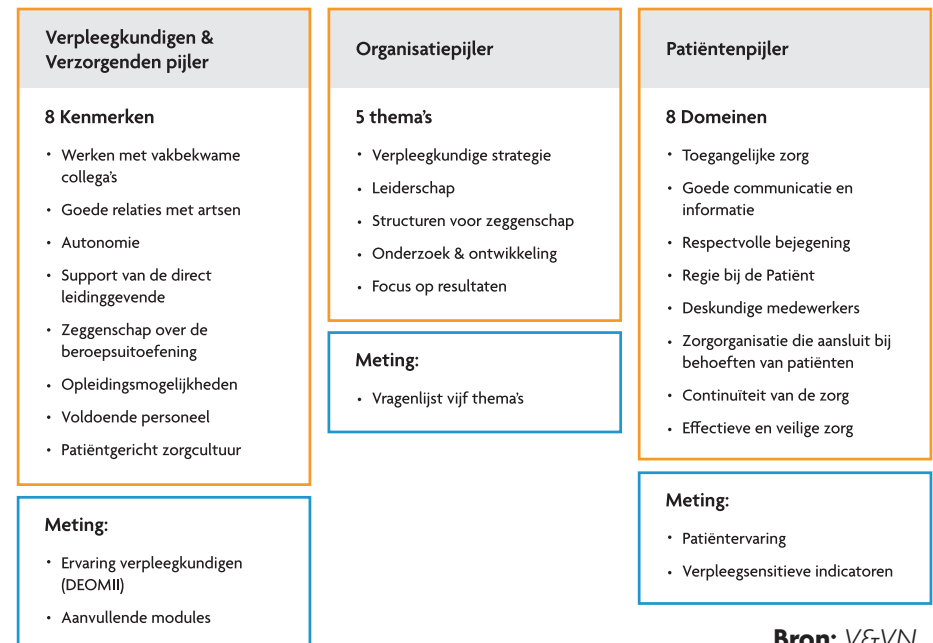 Verpleegkundigen &
Verzorgenden pijler
8 Kenmerken
• Werken met vakbekwame
collega's
• Goede relaties met artsen
• Autonomie
• Support van de direct
leidinggevende
• Zeggenschap over de
beroepsuitoefening
• Opleidingsmogelijkheden
• Voldoende personeel
• Patiëntgericht zorgcultuur
Meting:
• Ervaring verpleegkundigen
(DEOMII)
• Aanvullende modules
Organisatiepijler
5 thema's
• Verpleegkundige strategie
• Leiderschap
• Structuren voor zeggenschap
• Onderzoek & ontwikkeling
• Focus op resultaten
Meting:
• Vragenlijst vijf thema's
Patiëntenpijler
8 Domeinen
• Toegangelijke zorg
• Goede communicatie en
informatie
• Respectvolle bejegening
• Regie bij de Patiënt
• Deskundige medewerkers
• Zorgorganisatie die aansluit bij
behoeften van patiënten
• Continuïteit van de zorg
• Effectieve en veilige zorg
Meting:
• Patiëntervaring
• Verpleegsensitieve indicatoren
Bron: V&VN